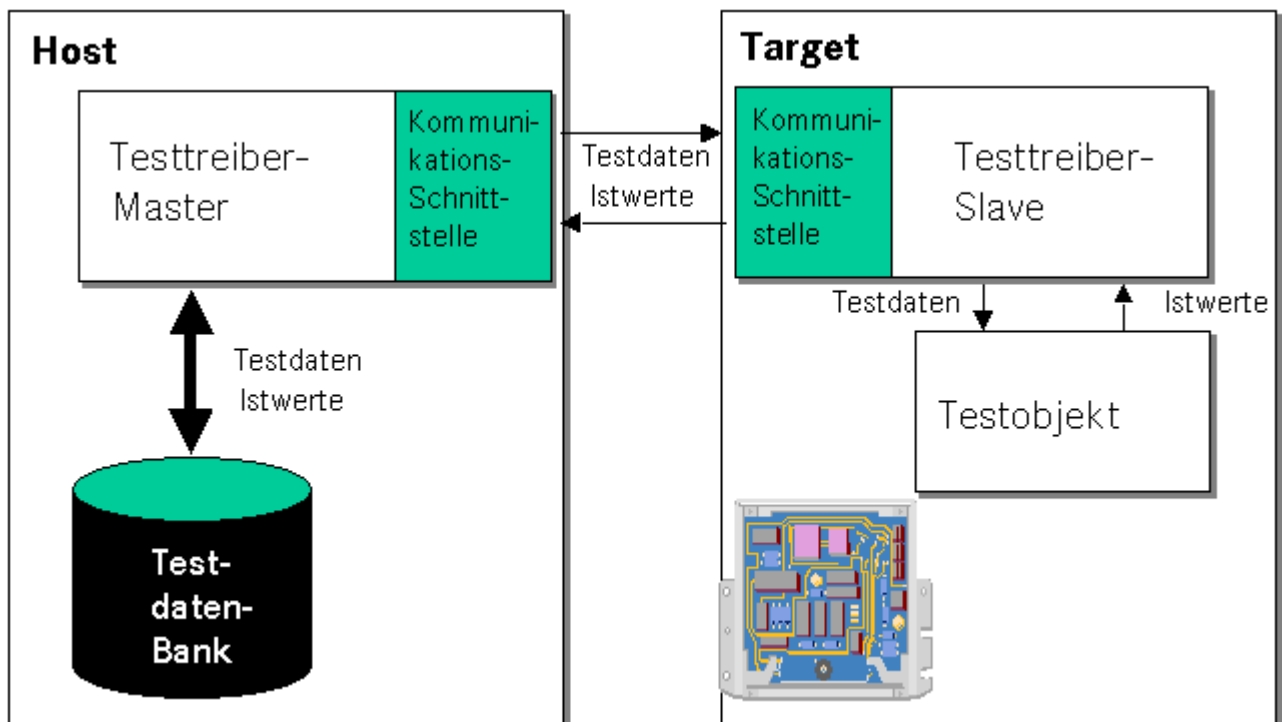 Host
Testtreiber-
Master
Kommuni-
kations-
Schnitt-
stelle
Testdaten
Istwerte
Test-
daten-
Bank
Testdaten
Istwerte
Target
Kommuni-
kations-
Schnitt-
stelle
Testtreiber-
Slave
Testdaten
Istwerte
Testobjekt